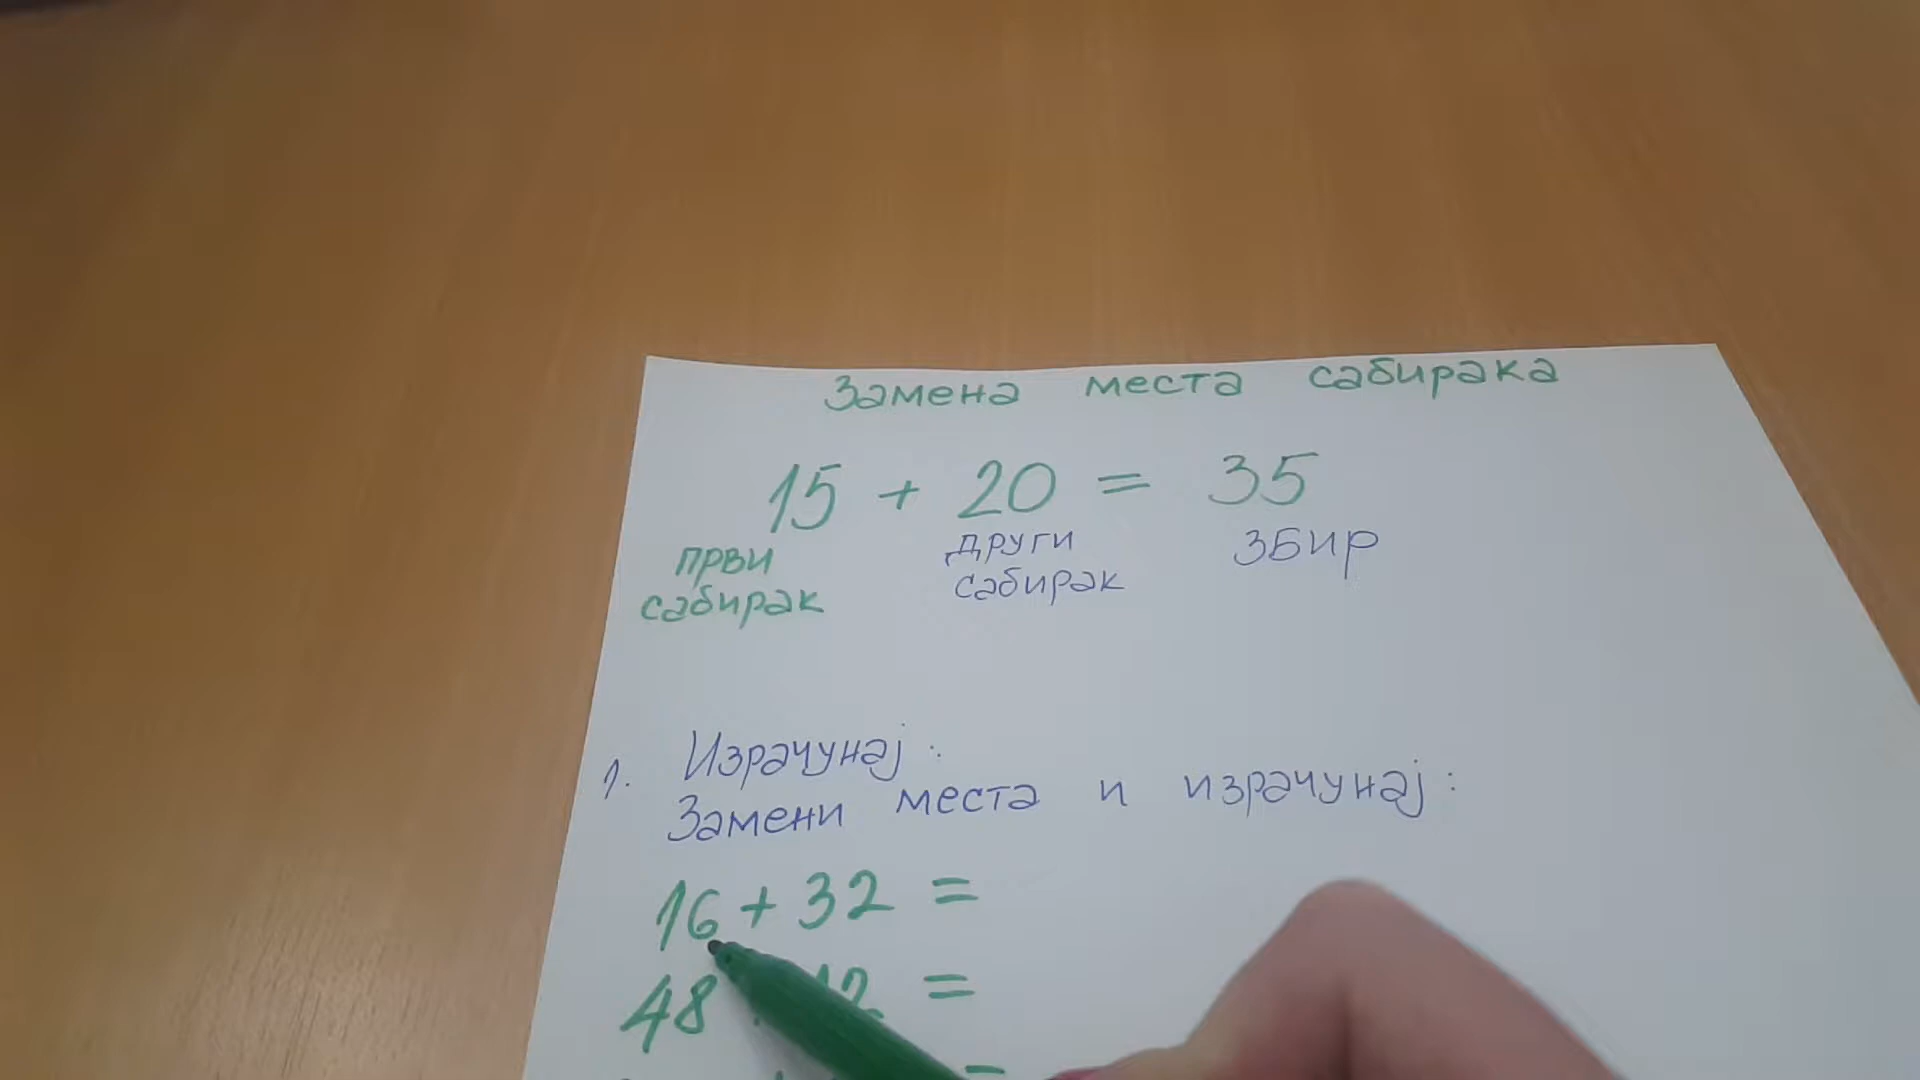 Замена места сабирака
15 + 20 = 35
први сабирак
други сабирак
збир
1. Израчунај:
Замени места и израчунај:
16 + 32 =
48 12 =
=